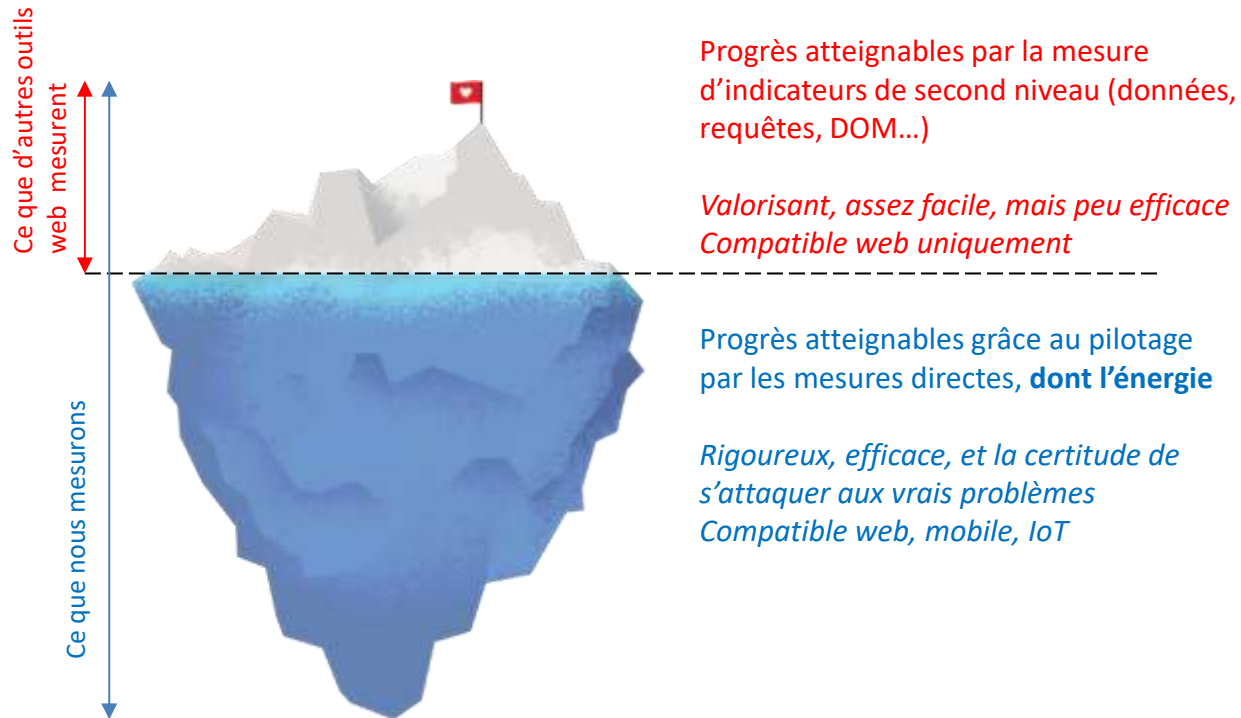 Ce que d'autres outils
web mesurent
Progrès atteignables par la mesure
d'indicateurs de second niveau (données,
requêtes, DOM…)
Valorisant, assez facile, mais peu efficace
Compatible web uniquement
Ce que nous mesurons
Progrès atteignables grâce au pilotage
par les mesures directes, dont l'énergie
Rigoureux, efficace, et la certitude de
s'attaquer aux vrais problèmes
Compatible web, mobile, IoT